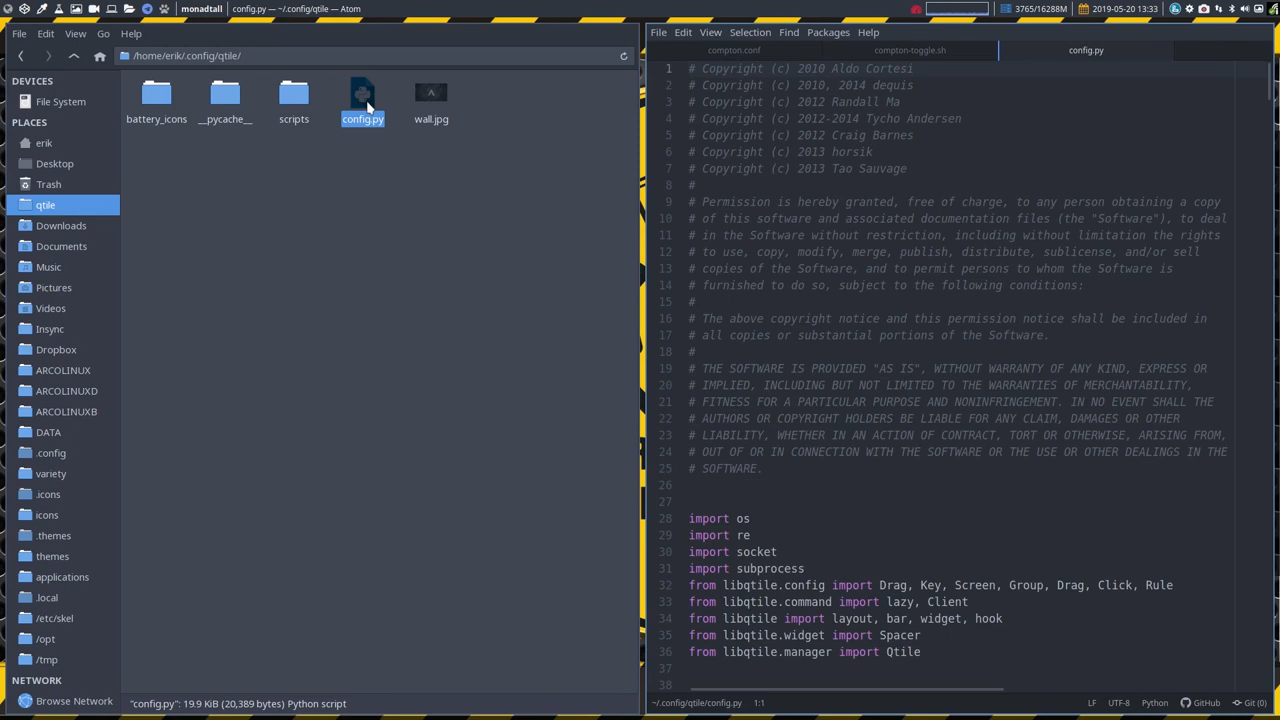 monadtall
config.py — ~/.config/qtile — Atom
3765/16288M
2019-05-20 13:33
File Edit View Go Help
/home/erik/.config/qtile/
DEVICES
File System
PLACES
erik
Desktop
Trash
qtile
Downloads
Documents
Music
Pictures
Videos
Insync
Dropbox
ARCOLINUX
ARCOLINUXD
ARCOLINUXB
DATA
.config
variety
.icons
icons
.themes
themes
applications
.local
/etc/skel
/opt
/tmp
NETWORK
Browse Network
battery_icons
__pycache__
scripts
config.py
wall.jpg
"config.py": 19.9 KiB (20,389 bytes) Python script
File Edit View Selection Find Packages Help
compton.conf
compton-toggle.sh
config.py
1 # Copyright (c) 2010 Aldo Cortesi
2 # Copyright (c) 2010, 2014 dequis
3 # Copyright (c) 2012 Randall Ma
4 # Copyright (c) 2012-2014 Tycho Andersen
5 # Copyright (c) 2012 Craig Barnes
6 # Copyright (c) 2013 horsik
7 # Copyright (c) 2013 Tao Sauvage
8 #
9 # Permission is hereby granted, free of charge, to any person obtaining a copy
10 # of this software and associated documentation files (the "Software"), to deal
11 # in the Software without restriction, including without limitation the rights
12 # to use, copy, modify, merge, publish, distribute, sublicense, and/or sell
13 # copies of the Software, and to permit persons to whom the Software is
14 # furnished to do so, subject to the following conditions:
15 #
16 # The above copyright notice and this permission notice shall be included in
17 # all copies or substantial portions of the Software.
18 #
19 # THE SOFTWARE IS PROVIDED "AS IS", WITHOUT WARRANTY OF ANY KIND, EXPRESS OR
20 # IMPLIED, INCLUDING BUT NOT LIMITED TO THE WARRANTIES OF MERCHANTABILITY,
21 # FITNESS FOR A PARTICULAR PURPOSE AND NONINFRINGEMENT. IN NO EVENT SHALL THE
22 # AUTHORS OR COPYRIGHT HOLDERS BE LIABLE FOR ANY CLAIM, DAMAGES OR OTHER
23 # LIABILITY, WHETHER IN AN ACTION OF CONTRACT, TORT OR OTHERWISE, ARISING FROM,
24 # OUT OF OR IN CONNECTION WITH THE SOFTWARE OR THE USE OR OTHER DEALINGS IN THE
25 # SOFTWARE.
26
27
28 import os
29 import re
30 import socket
31 import subprocess
32 from libqtile.config import Drag, Key, Screen, Group, Drag, Click, Rule
33 from libqtile.command import lazy, Client
34 from libqtile import layout, bar, widget, hook
35 from libqtile.widget import Spacer
36 from libqtile.manager import Qtile
37
38
~/.config/qtile/config.py 1:1
LF UTF-8 Python GitHub Git (0)